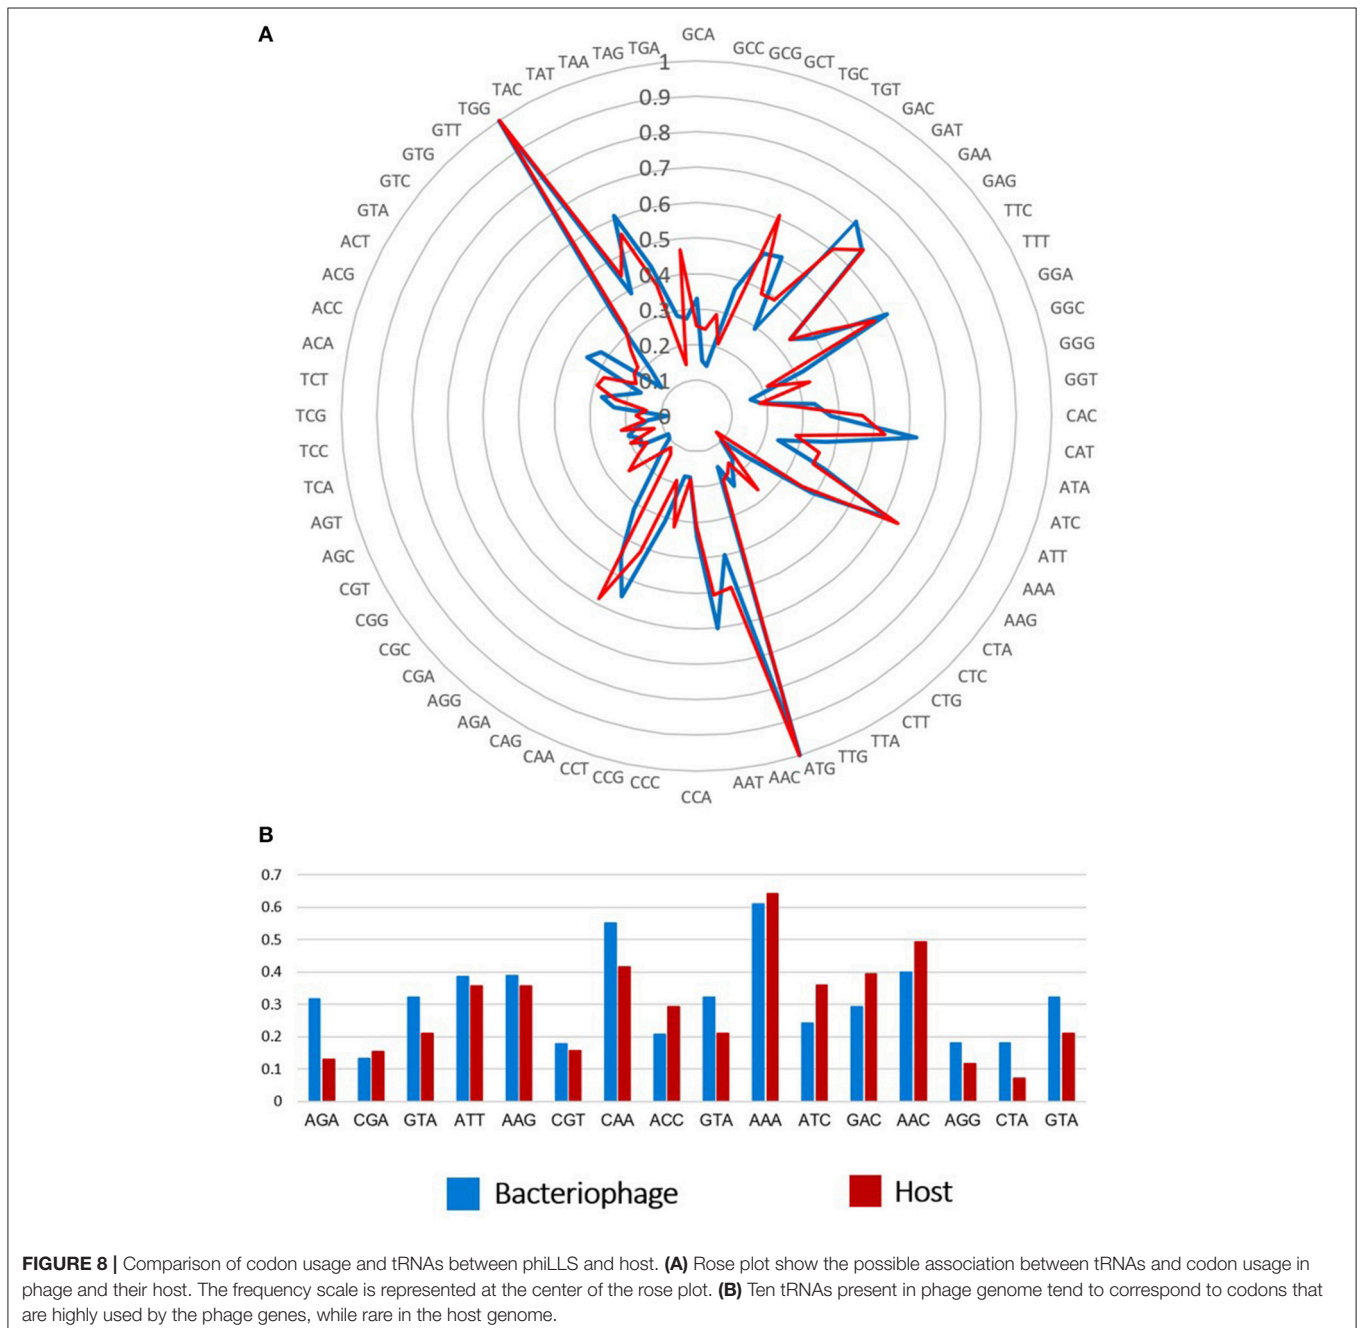 A
GCA
GCC
GCG
GCT
TGC
TGT
GAC
GAT
GAA
GAG
TTC
TTT
GGA
GGC
GGG
GGT
CAC
CAT
ATA
ATC
ATT
AAA
AAG
CTA
CTC
CTG
CTT
TTA
TTG
ATG
AAC
AAT
CCA
CCC
CCG
CCT
CAA
CAG
AGA
AGG
CGA
CGC
CGG
CGT
AGC
AGT
TCA
TCC
TCG
TCT
ACA
ACC
ACG
ACT
GTA
GTC
GTG
GTT
TGG
TAC
TAT
TAA
TAG
TGA
1
0.9
0.8
0.7
0.6
0.5
0.4
0.3
0.2
0.1
0
B
0.7
0.6
0.5
0.4
0.3
0.2
0.1
0
AGA CGA GTA ATT AAG CGT CAA ACC GTA AAA ATC GAC AAC AGG CTA GTA
Bacteriophage Host
FIGURE 8 | Comparison of codon usage and tRNAs between phiLLS and host. (A) Rose plot show the possible association between tRNAs and codon usage in
phage and their host. The frequency scale is represented at the center of the rose plot. (B) Ten tRNAs present in phage genome tend to correspond to codons that
are highly used by the phage genes, while rare in the host genome.